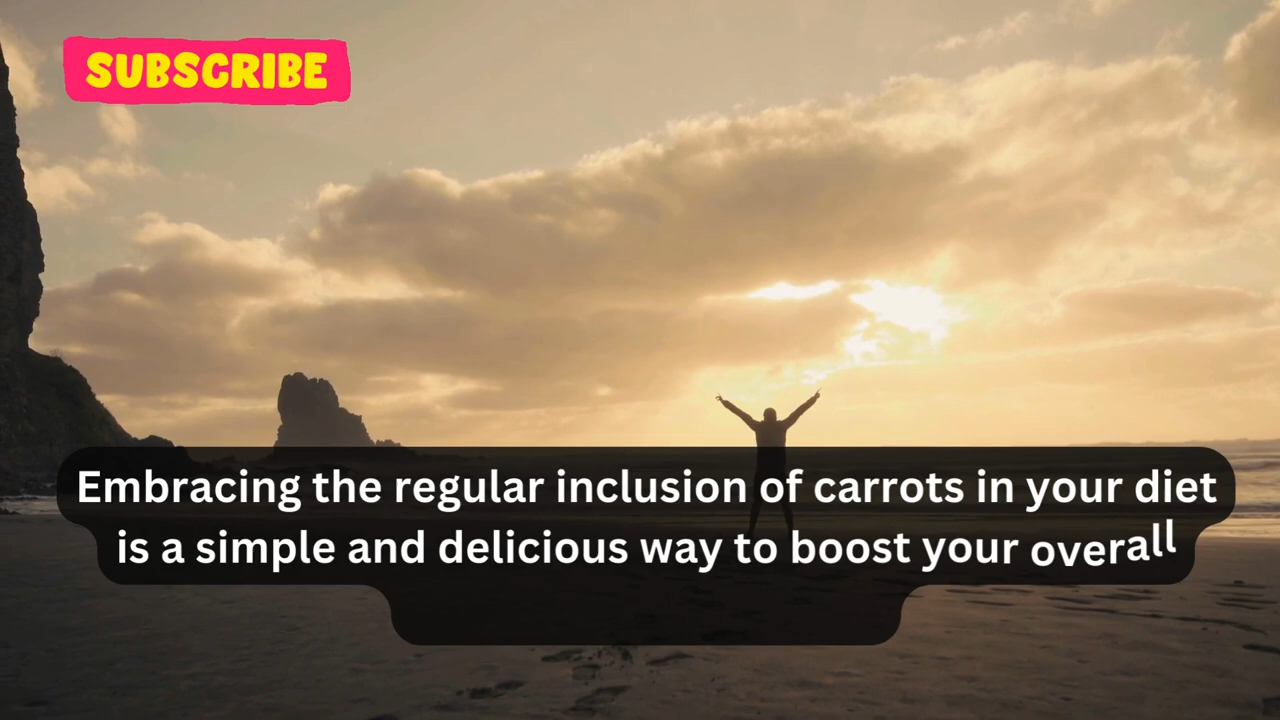 SUBSCRIBE
Embracing the regular inclusion of carrots in your diet
is a simple and delicious way to boost your overall